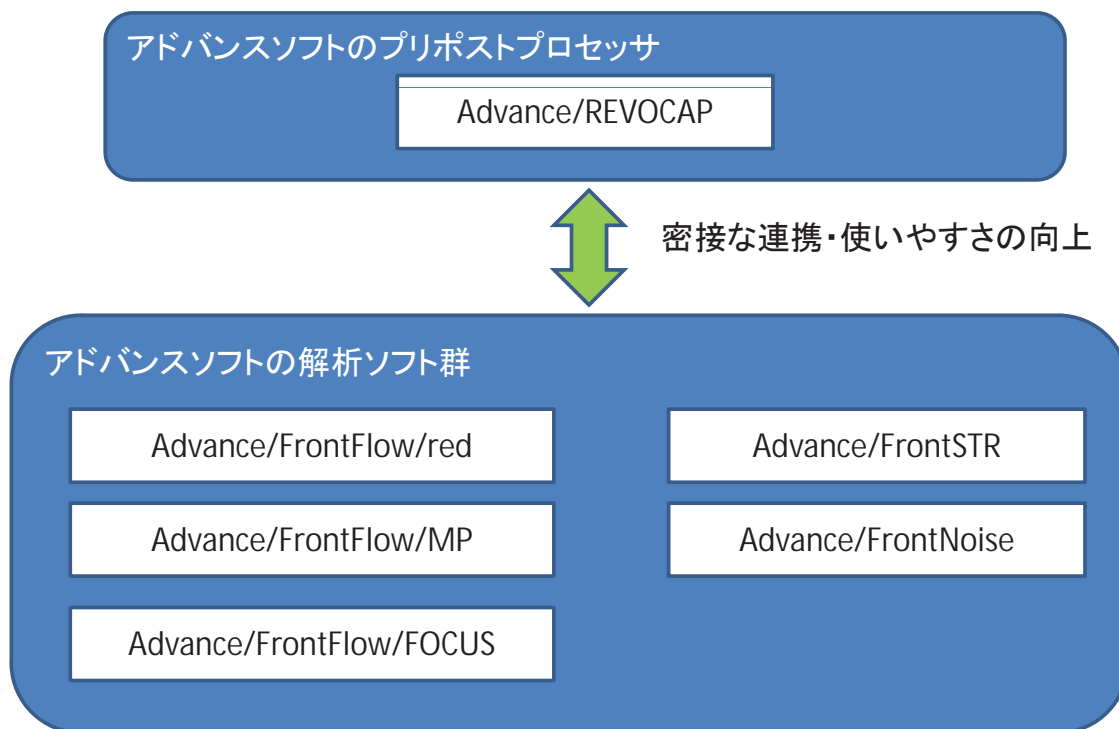 アドバンスソフトのプリポストプロセッサ
Advance/REVOCAP
密接な連携・使いやすさの向上
アドバンスソフトの解析ソフト群
Advance/FrontFlow/red
Advance/FrontSTR
Advance/FrontFlow/MP
Advance/FrontNoise
Advance/FrontFlow/FOCUS